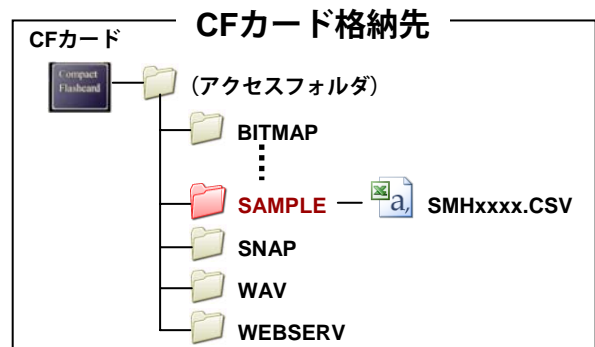 CFカード格納先
CFカード
Compact
Flashcard
(アクセスフォルダ)
BITMAP
SAMPLE
a,
SMHxxxx.CSV
SNAP
WAV
WEBSERV